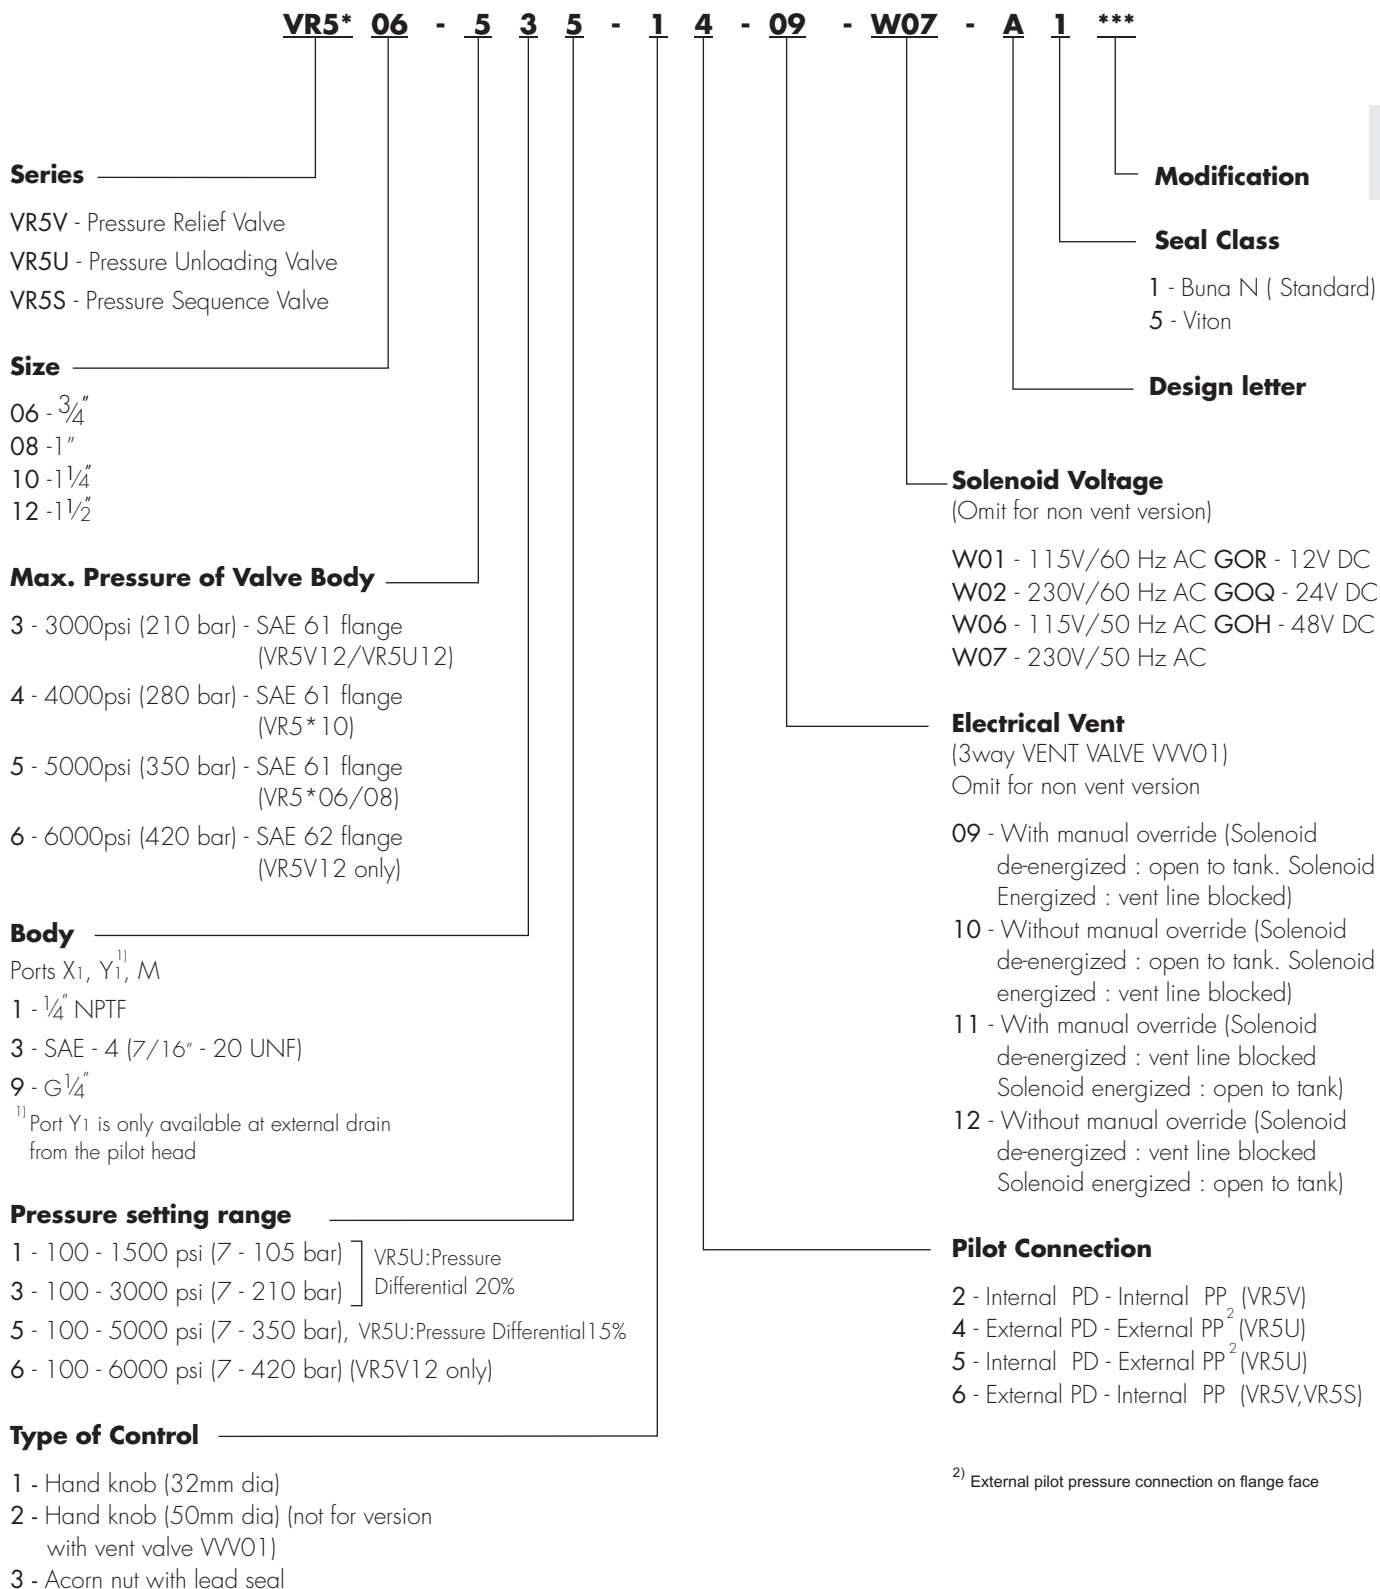 VR5* 06 - 5 3 5 - 1 4 - 09 - W07 - A 1 ***
Series
VR5V - Pressure Relief Valve
VR5U - Pressure Unloading Valve
VR5S - Pressure Sequence Valve
Size
06 - 3/4"
08 -1"
10 -1 1/4"
12 -1 1/2"
Max. Pressure of Valve Body
3 - 3000psi (210 bar) - SAE 61 flange
(VR5V12/VR5U12)
4 - 4000psi (280 bar) - SAE 61 flange
(VR5*10)
5 - 5000psi (350 bar) - SAE 61 flange
(VR5*06/08)
6 - 6000psi (420 bar) - SAE 62 flange
(VR5V12 only)
Body
Ports X1, Y1 1), M
1 - 1/4" NPTF
3 - SAE - 4 (7/16" - 20 UNF)
9 - G1/4"
1) Port Y1 is only available at external drain
from the pilot head
Pressure setting range
1 - 100 - 1500 psi (7 - 105 bar)
3 - 100 - 3000 psi (7 - 210 bar)
VR5U:Pressure
Differential 20%
5 - 100 - 5000 psi (7 - 350 bar), VR5U:Pressure Differential15%
6 - 100 - 6000 psi (7 - 420 bar) (VR5V12 only)
Type of Control
1 - Hand knob (32mm dia)
2 - Hand knob (50mm dia) (not for version
with vent valve VVV01)
3 - Acorn nut with lead seal
Modification
Seal Class
1 - Buna N ( Standard)
5 - Viton
Design letter
Solenoid Voltage
(Omit for non vent version)
W01 - 115V/60 Hz AC GOR - 12V DC
W02 - 230V/60 Hz AC GOQ - 24V DC
W06 - 115V/50 Hz AC GOH - 48V DC
W07 - 230V/50 Hz AC
Electrical Vent
(3way VENT VALVE VVV01)
Omit for non vent version
09 - With manual override (Solenoid
de-energized : open to tank. Solenoid
Energized : vent line blocked)
10 - Without manual override (Solenoid
de-energized : open to tank. Solenoid
energized : vent line blocked)
11 - With manual override (Solenoid
de-energized : vent line blocked
Solenoid energized : open to tank)
12 - Without manual override (Solenoid
de-energized : vent line blocked
Solenoid energized : open to tank)
Pilot Connection
2 - Internal PD - Internal PP (VR5V)
4 - External PD - External PP 2 (VR5U)
5 - Internal PD - External PP 2 (VR5U)
6 - External PD - Internal PP (VR5V,VR5S)
2) External pilot pressure connection on flange face